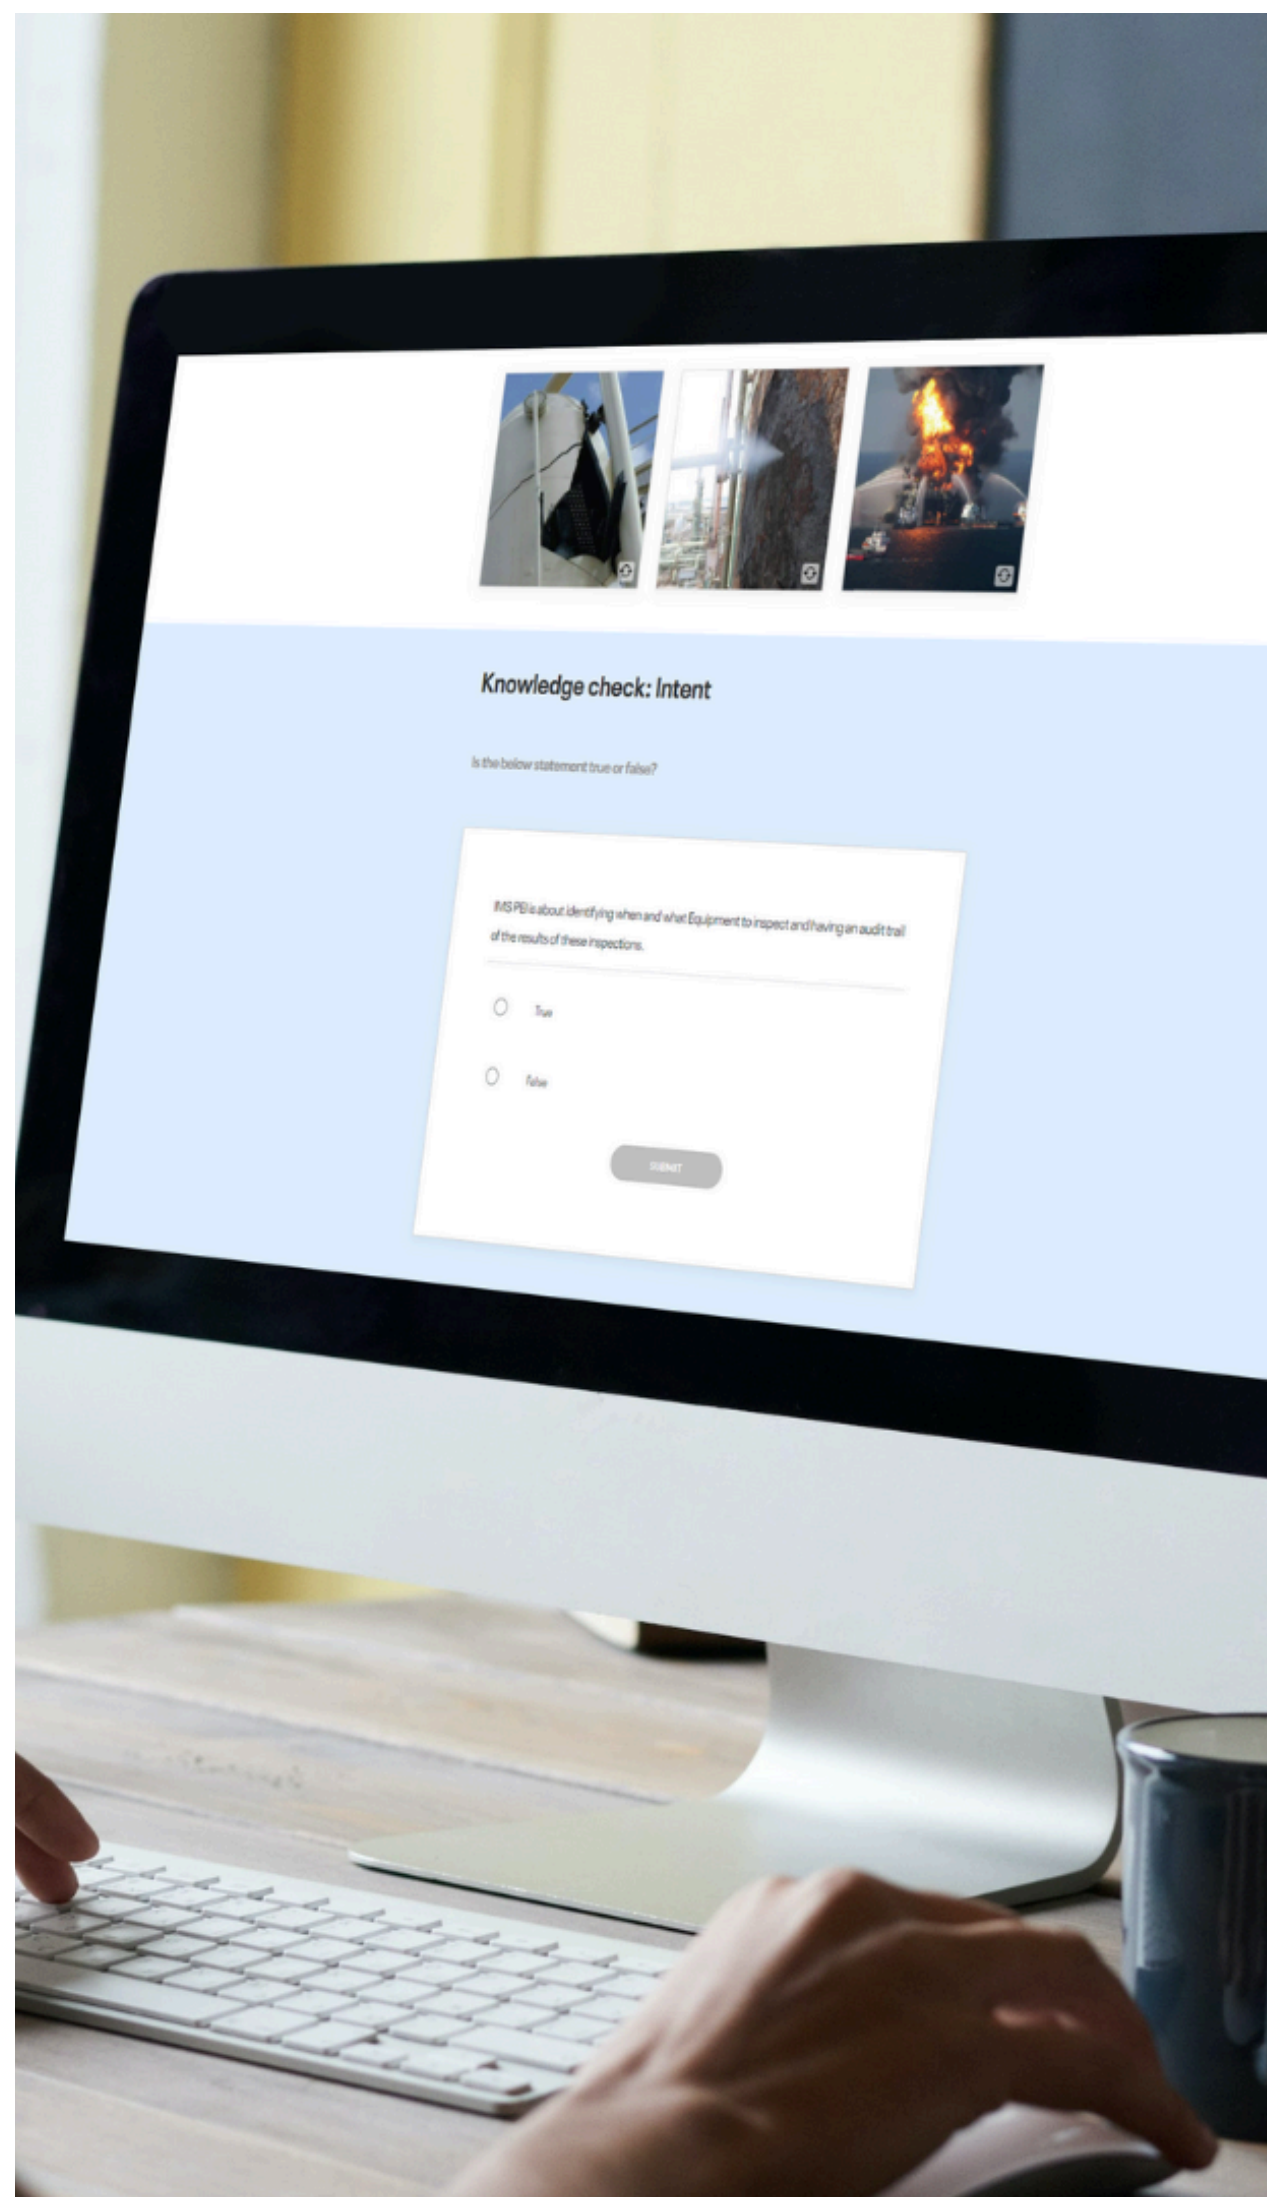 Knowledge check: Intent
Is the below statement true or false?
IMS PEI is about identifying when and what Equipment to inspect and having an audit trail
of the results of these inspections.
True
False
SUBMIT